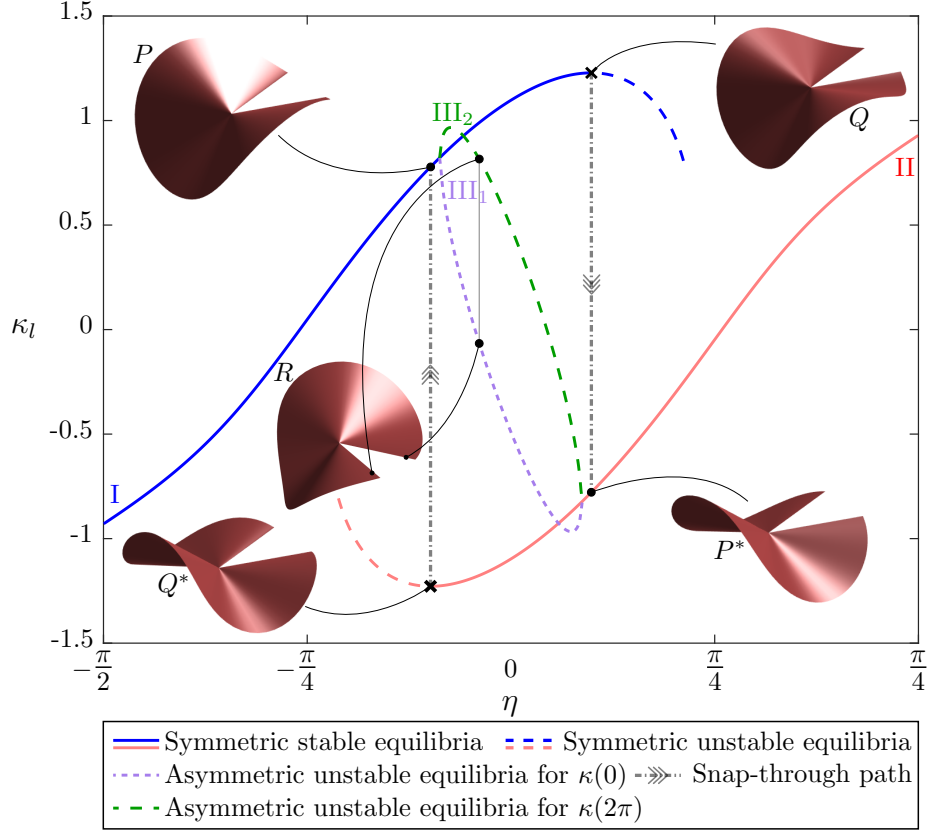 1.5
P
Q
III₂
1
III₁
II
0.5
κ_l
0
R
-0.5
I
-1
Q*
P*
-1.5
−π/2
−π/4
0
π/4
π/4
η
Symmetric stable equilibria
Symmetric unstable equilibria
Asymmetric unstable equilibria for κ(0)
Snap-through path
Asymmetric unstable equilibria for κ(2π)